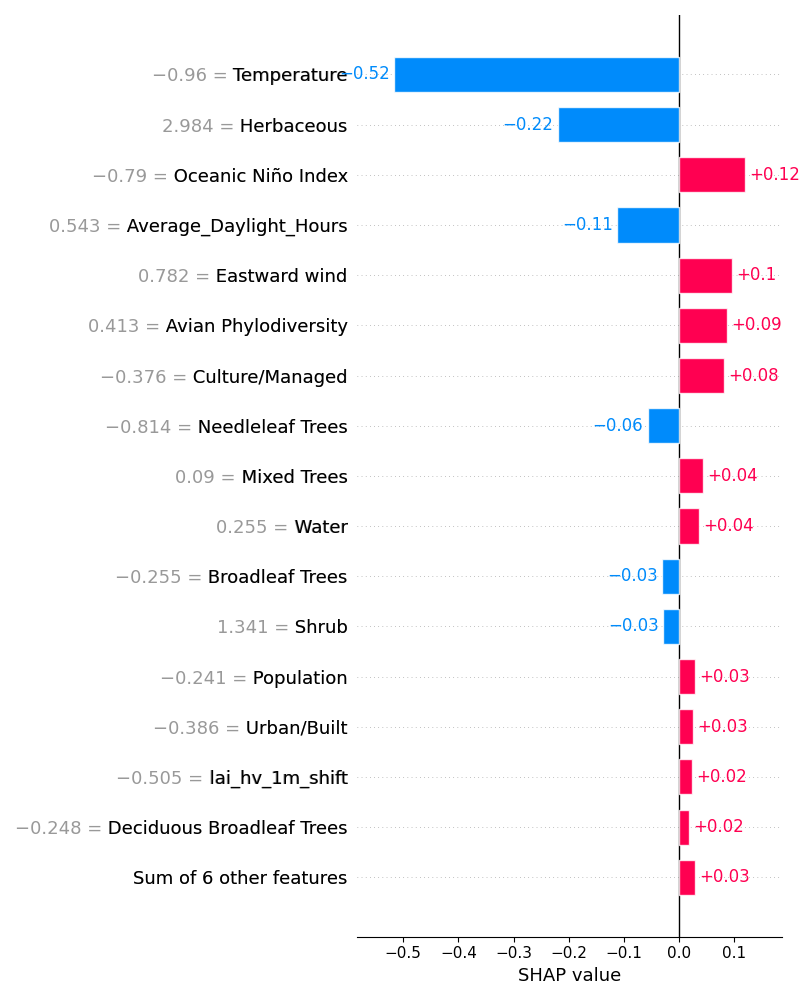 −0.96 = Temperature −0.52
2.984 = Herbaceous −0.22
−0.79 = Oceanic Niño Index +0.12
0.543 = Average_Daylight_Hours −0.11
0.782 = Eastward wind +0.1
0.413 = Avian Phylodiversity +0.09
−0.376 = Culture/Managed +0.08
−0.814 = Needleleaf Trees −0.06
0.09 = Mixed Trees +0.04
0.255 = Water +0.04
−0.255 = Broadleaf Trees −0.03
1.341 = Shrub −0.03
−0.241 = Population +0.03
−0.386 = Urban/Built +0.03
−0.505 = lai_hv_1m_shift +0.02
−0.248 = Deciduous Broadleaf Trees +0.02
Sum of 6 other features +0.03
−0.5 −0.4 −0.3 −0.2 −0.1 0.0 0.1
SHAP value